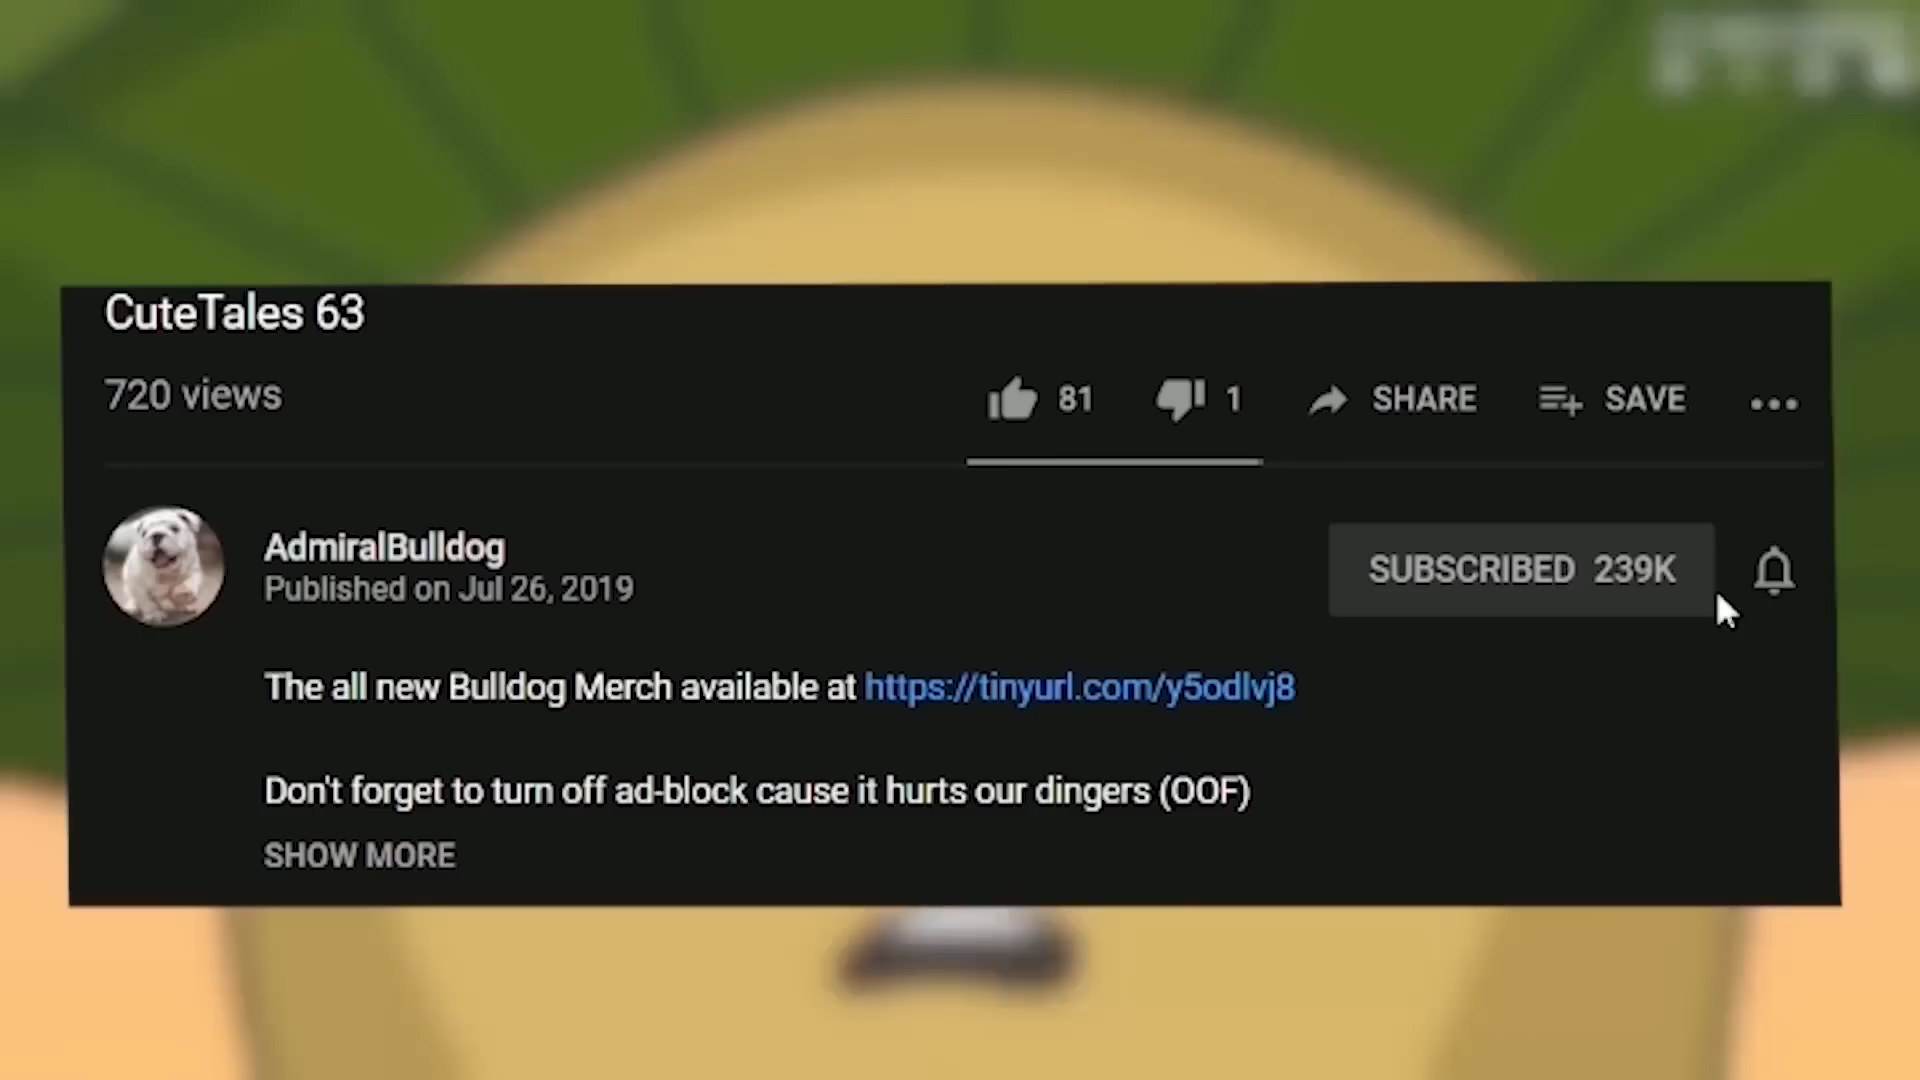 CuteTales 63
720 views
81 1 SHARE SAVE
AdmiralBulldog
Published on Jul 26, 2019
SUBSCRIBED 239K
The all new Bulldog Merch available at https://tinyurl.com/y5odlvj8
Don't forget to turn off ad-block cause it hurts our dingers (OOF)
SHOW MORE